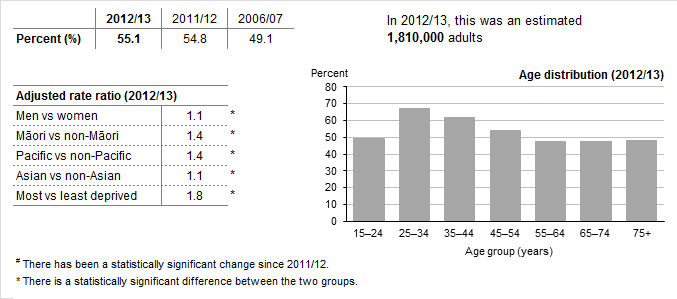 2012/13 2011/12 2006/07
Percent (%) 55.1 54.8 49.1
In 2012/13, this was an estimated
1,810,000 adults
Adjusted rate ratio (2012/13)
Men vs women 1.1 *
Māori vs non-Māori 1.4 *
Pacific vs non-Pacific 1.4 *
Asian vs non-Asian 1.1 *
Most vs least deprived 1.8 *
Percent
Age distribution (2012/13)
80
70
60
50
40
30
20
10
0
15–24 25–34 35–44 45–54 55–64 65–74 75+
Age group (years)
# There has been a statistically significant change since 2011/12.
* There is a statistically significant difference between the two groups.